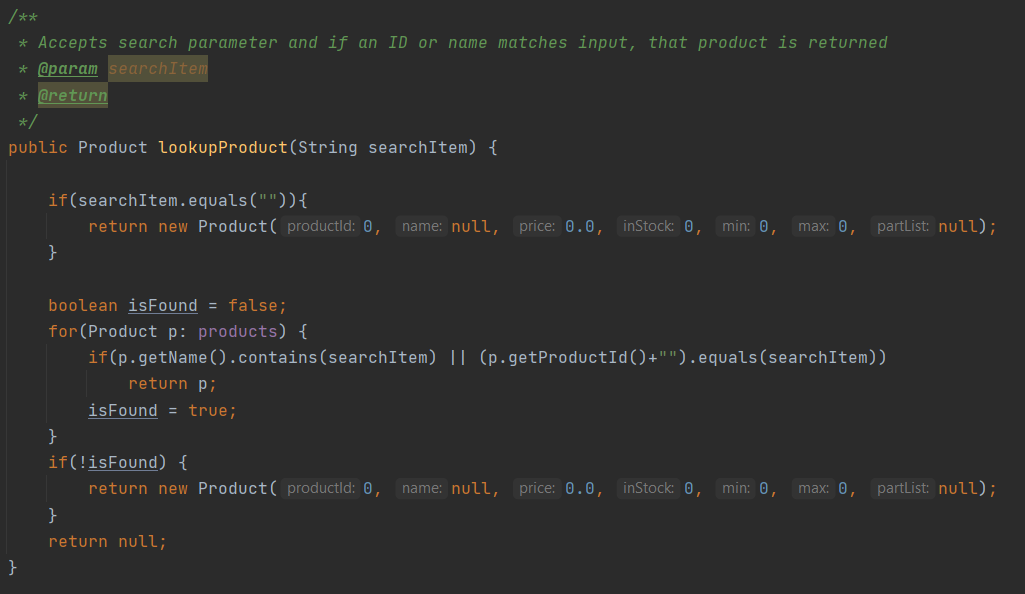 /**
 * Accepts search parameter and if an ID or name matches input, that product is returned
 * @param searchItem
 * @return
 */
public Product lookupProduct(String searchItem) {
    if(searchItem.equals("")){
        return new Product( productId: 0, name: null, price: 0.0, inStock: 0, min: 0, max: 0, partList: null);
    }
    boolean isFound = false;
    for(Product p: products) {
        if(p.getName().contains(searchItem) || (p.getProductId()+"").equals(searchItem))
            return p;
        isFound = true;
    }
    if(!isFound) {
        return new Product( productId: 0, name: null, price: 0.0, inStock: 0, min: 0, max: 0, partList: null);
    }
    return null;
}